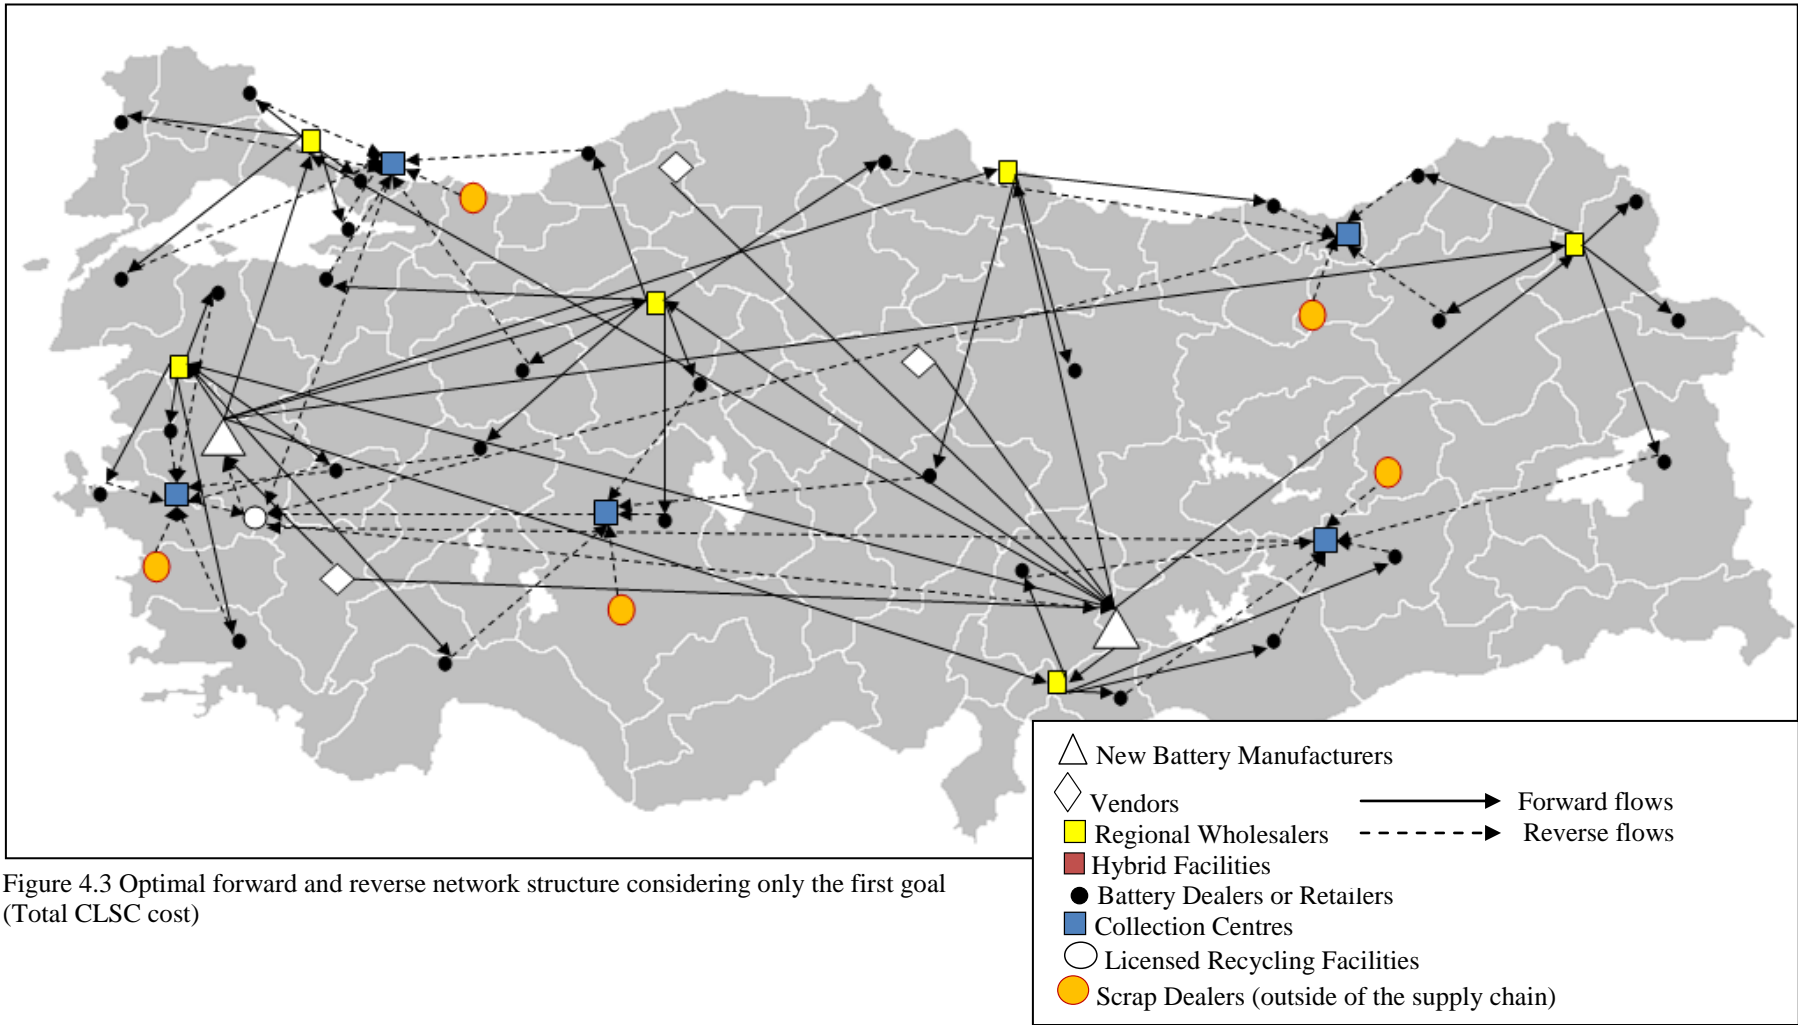 New Battery Manufacturers
Vendors
Forward flows
Regional Wholesalers
Reverse flows
Hybrid Facilities
Battery Dealers or Retailers
Collection Centres
Licensed Recycling Facilities
Scrap Dealers (outside of the supply chain)
Figure 4.3 Optimal forward and reverse network structure considering only the first goal
(Total CLSC cost)